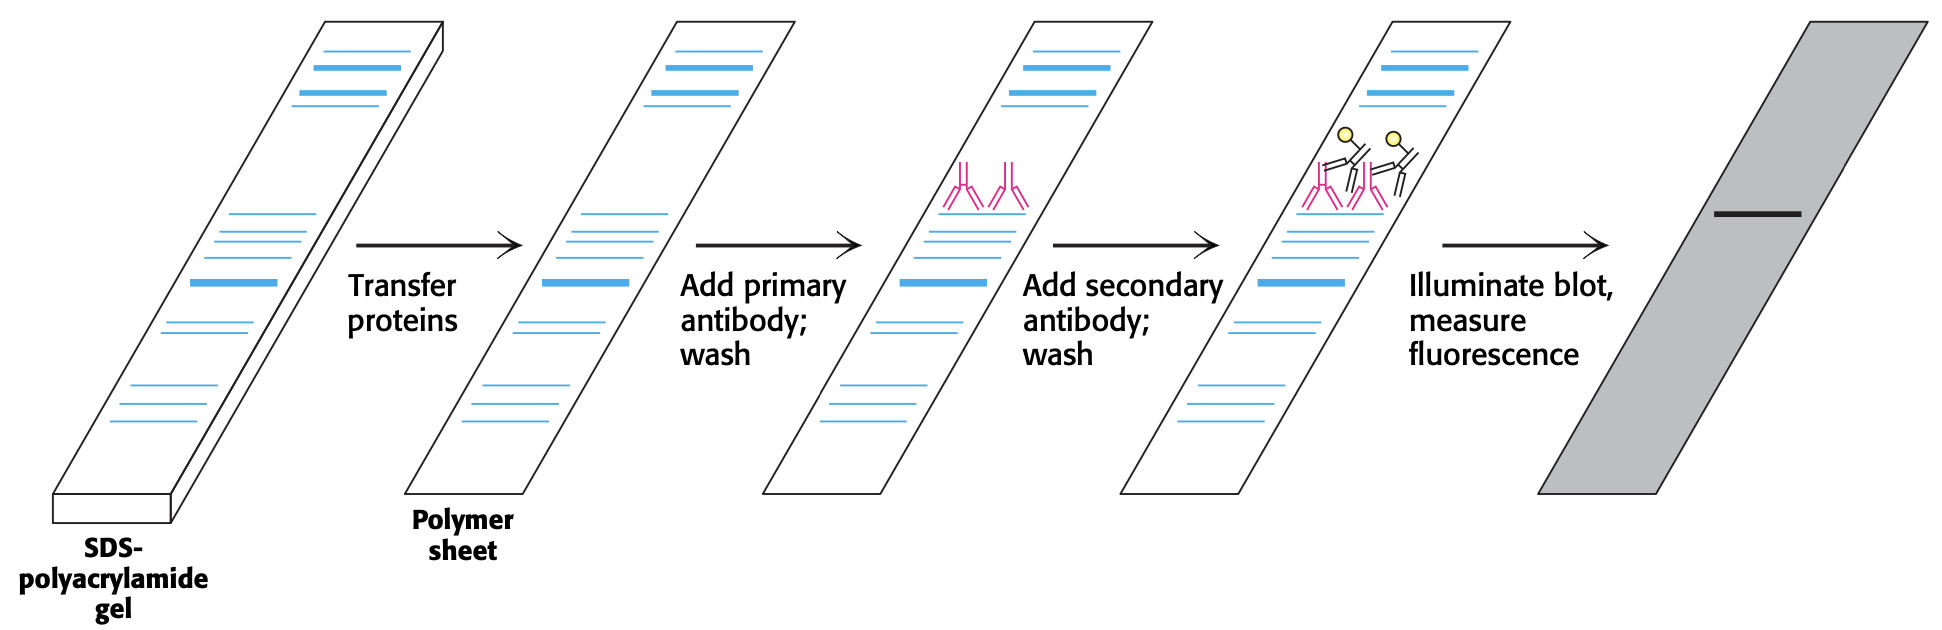 SDS-
polyacrylamide
gel
Transfer
proteins
Polymer
sheet
Add primary
antibody;
wash
Add secondary
antibody;
wash
Illuminate blot,
measure
fluorescence